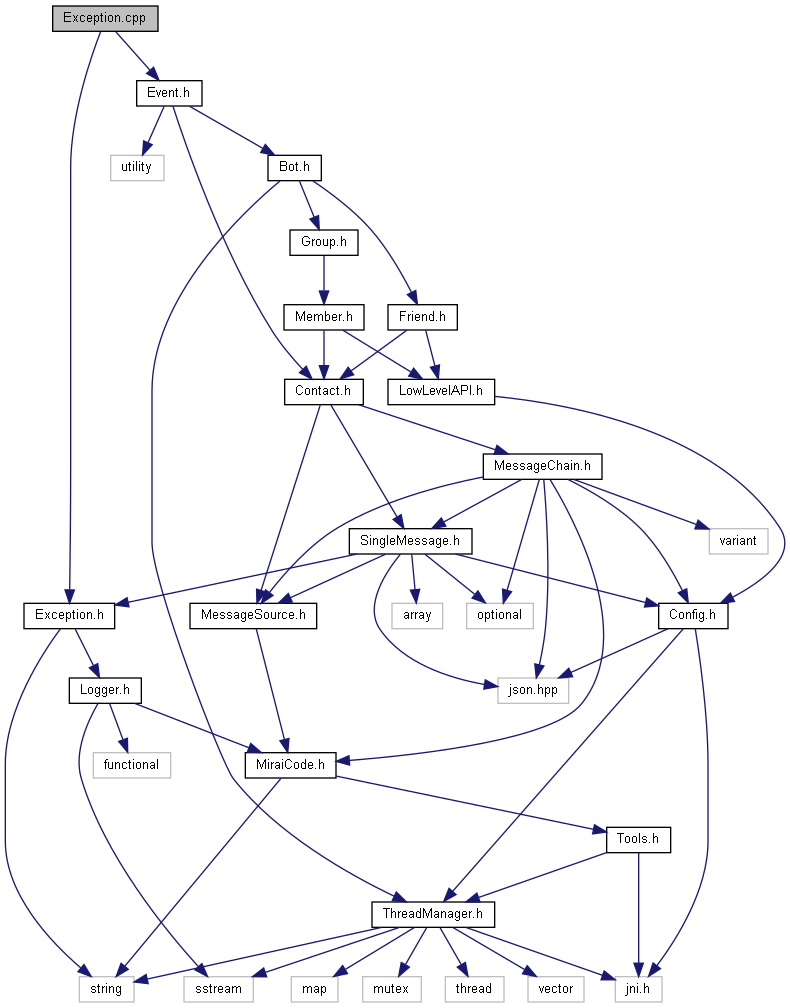 Exception.cpp
Event.h
utility
Bot.h
Group.h
Member.h
Friend.h
Contact.h
LowLevelAPI.h
MessageChain.h
SingleMessage.h
variant
Exception.h
MessageSource.h
array
optional
Config.h
Logger.h
json.hpp
functional
MiraiCode.h
Tools.h
ThreadManager.h
string
sstream
map
mutex
thread
vector
jni.h